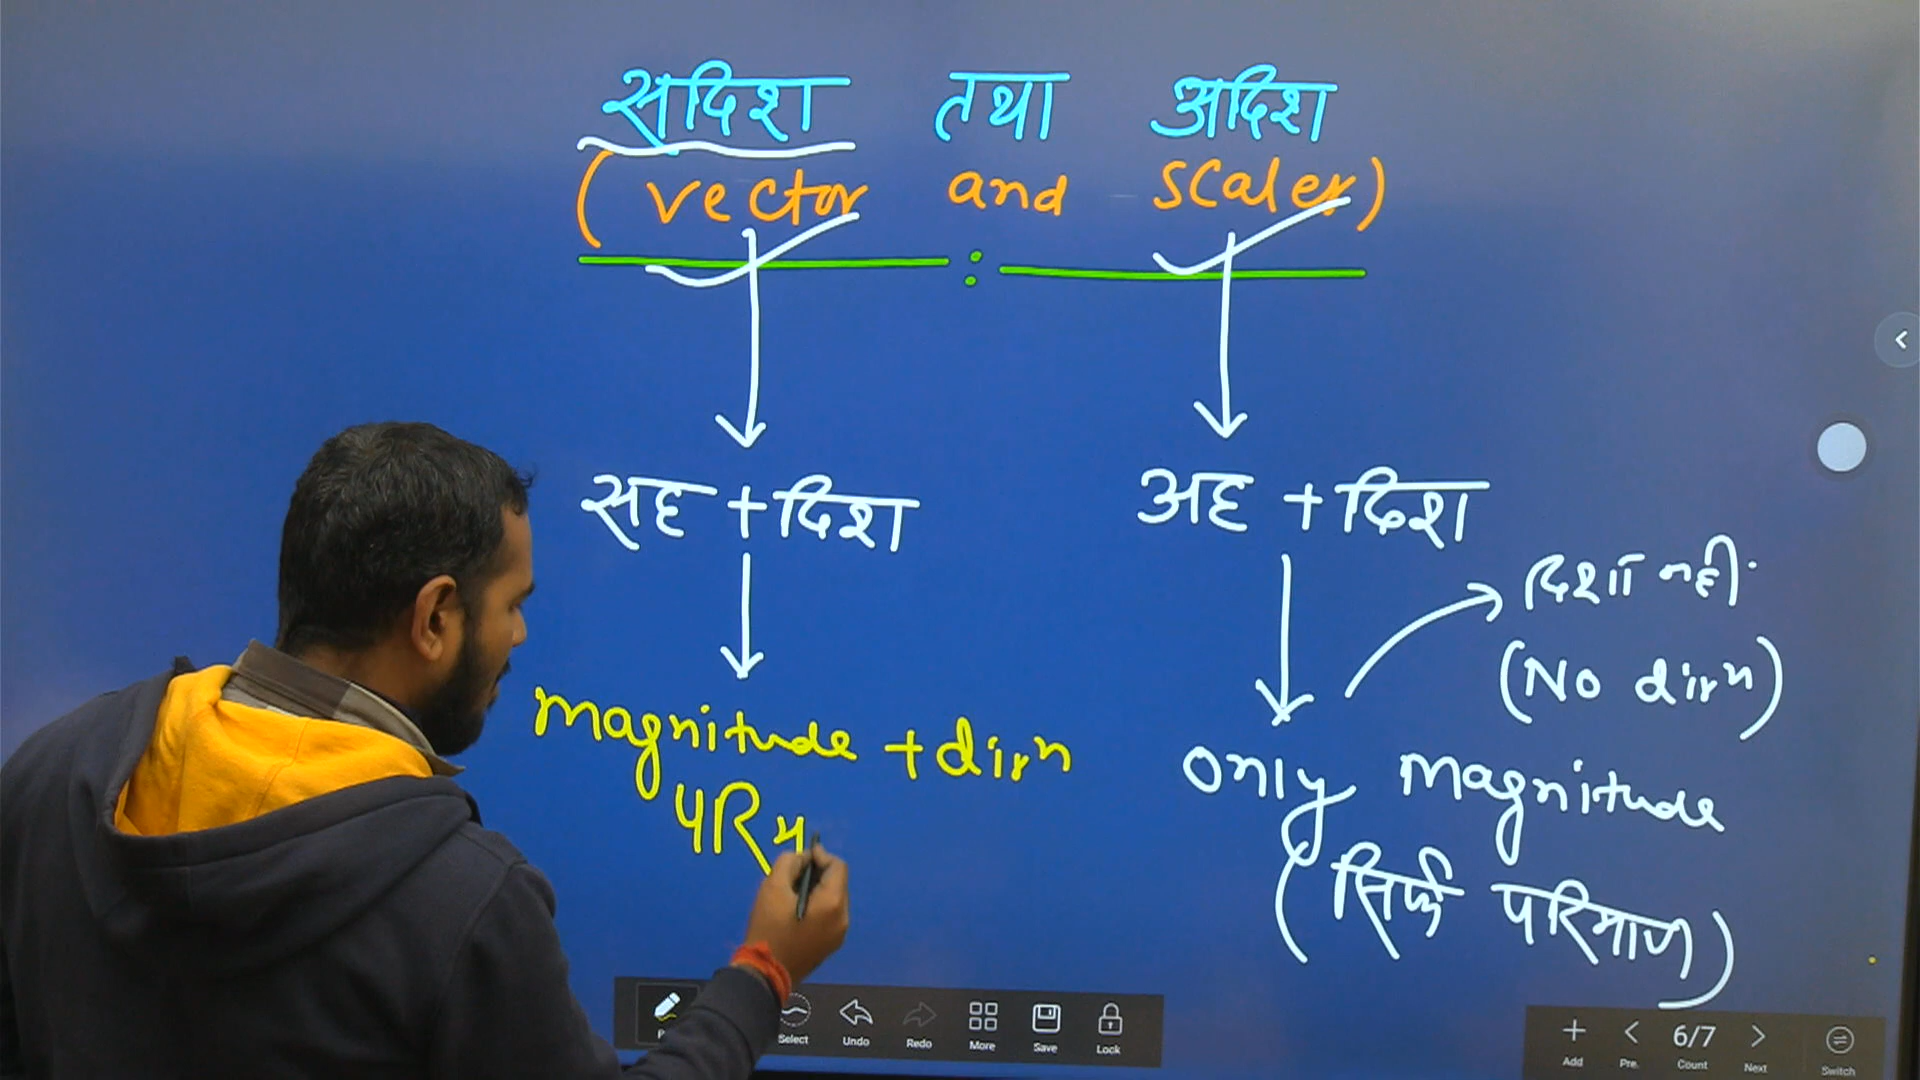 सदिश तथा अदिश
( vector and scaler)
:
सह + दिश
अह + दिश
दिशा नही
(No dirn)
magnitude + dirn
परिम
only magnitude
(सिर्फ परिमाण)
Select
Undo
Redo
More
Save
Lock
Add
Pre.
6/7
Count
Next
Switch